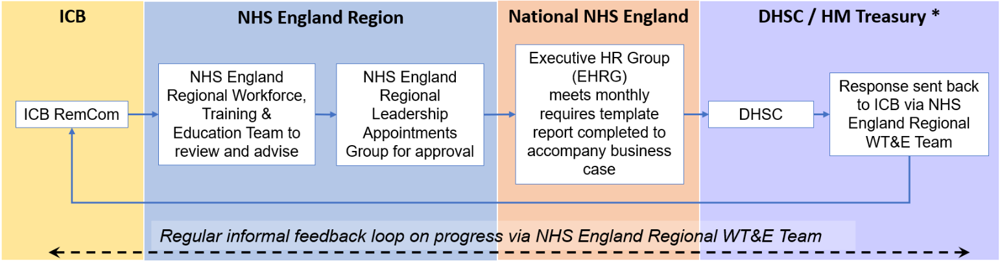 ICB
NHS England Region
National NHS England
DHSC / HM Treasury *
ICB RemCom
NHS England
Regional Workforce,
Training &
Education Team to
review and advise
NHS England
Regional
Leadership
Appointments
Group for approval
Executive HR Group
(EHRG)
meets monthly
requires template
report completed to
accompany business
case
DHSC
Response sent back
to ICB via NHS
England Regional
WT&E Team
Regular informal feedback loop on progress via NHS England Regional WT&E Team